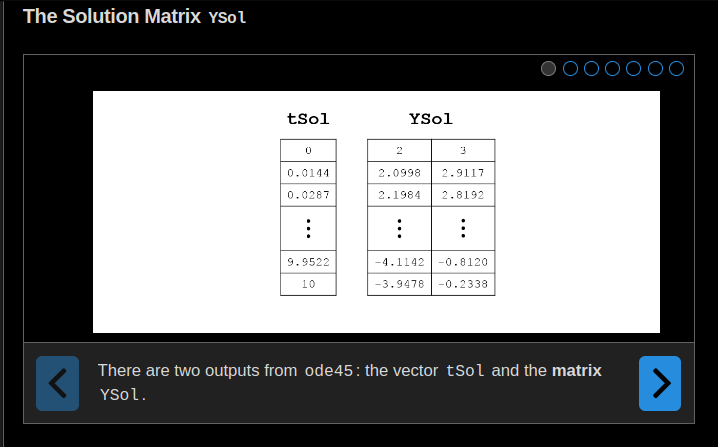 The Solution Matrix YSol
tSol YSol
0 2 3
0.0144 2.0998 2.9117
0.0287 2.1984 2.8192
⋮ ⋮ ⋮
9.9522 -4.1142 -0.8120
10 -3.9478 -0.2338
There are two outputs from ode45: the vector tSol and the matrix
YSol.